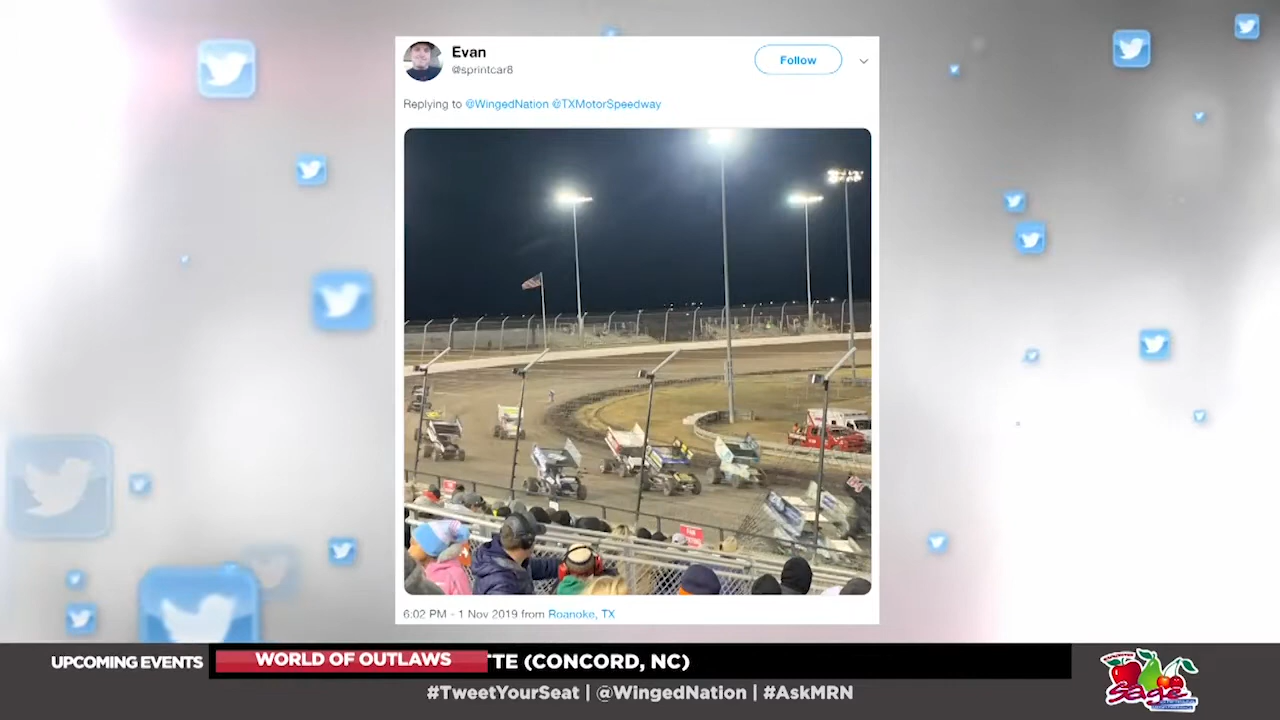 Evan
@sprintcar8
Follow
Replying to @WingedNation @TXMotorSpeedway
6:02 PM - 1 Nov 2019 from Roanoke, TX
UPCOMING EVENTS
WORLD OF OUTLAWS
TTE (CONCORD, NC)
#TweetYourSeat | @WingedNation | #AskMRN
Sage